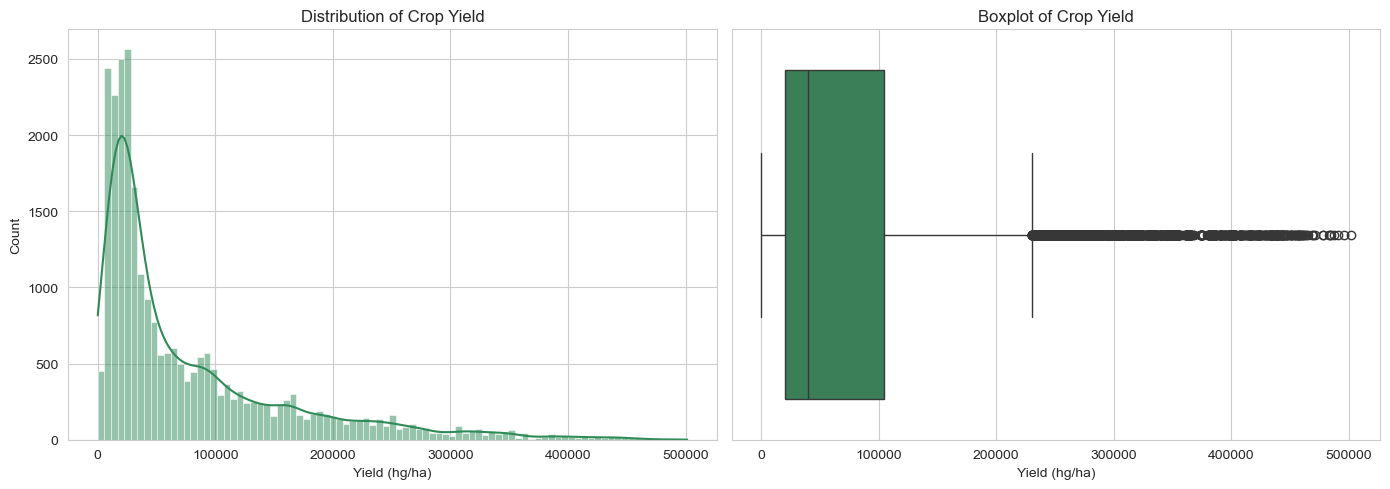 Distribution of Crop Yield
2500
2000
1500
1000
500
0
Count
0 100000 200000 300000 400000 500000
Yield (hg/ha)
Boxplot of Crop Yield
0 100000 200000 300000 400000 500000
Yield (hg/ha)